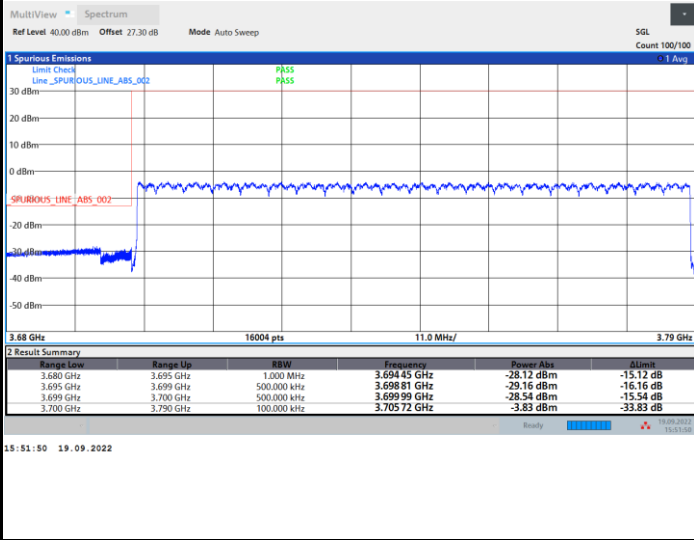 MultiView Spectrum
Ref Level 40.00 dBm Offset 27.30 dB Mode Auto Sweep SGL
Count 100/100
1 Spurious Emissions 1 Avg
Limit Check PASS
Line _SPURIOUS_LINE_ABS_002 PASS
30 dBm
20 dBm
10 dBm
0 dBm
_SPURIOUS_LINE_ABS_002
-20 dBm
-30 dBm
-40 dBm
-50 dBm
3.68 GHz 16004 pts 11.0 MHz/ 3.79 GHz
2 Result Summary
Range Low Range Up RBW Frequency Power Abs ΔLimit
3.680 GHz 3.695 GHz 1.000 MHz 3.694 45 GHz -28.12 dBm -15.12 dB
3.695 GHz 3.699 GHz 500.000 kHz 3.698 81 GHz -29.16 dBm -16.16 dB
3.699 GHz 3.700 GHz 500.000 kHz 3.699 99 GHz -28.54 dBm -15.54 dB
3.700 GHz 3.790 GHz 100.000 kHz 3.705 72 GHz -3.83 dBm -33.83 dB
Ready 19.09.2022
15:51:50
15:51:50 19.09.2022